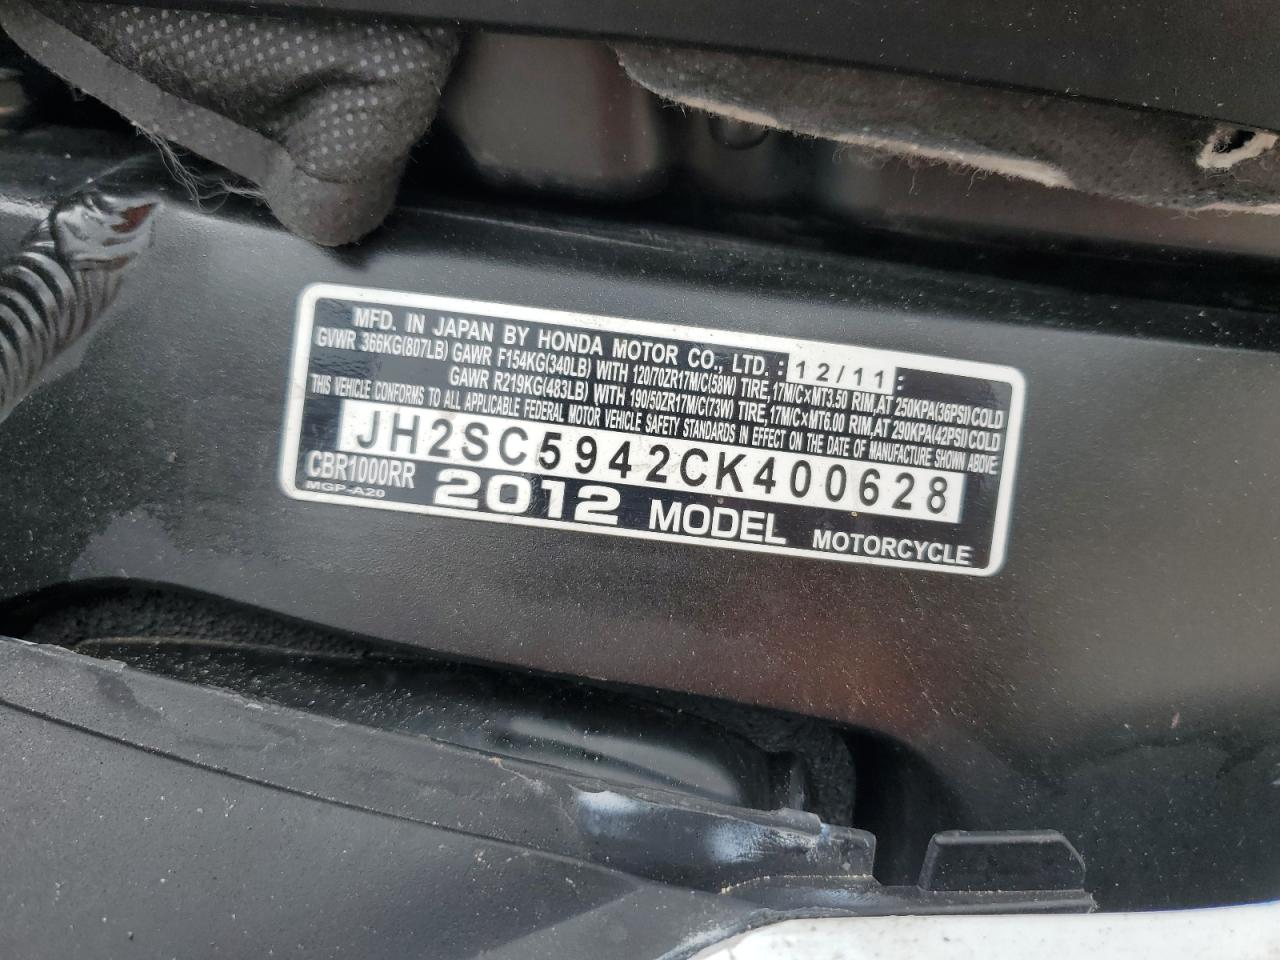 MFD. IN JAPAN BY HONDA MOTOR CO., LTD. : 12/11 :
GVWR 366KG(807LB) GAWR F154KG(340LB) WITH 120/70ZR17M/C(58W) TIRE,17M/C×MT3.50 RIM,AT 250KPA(36PSI)COLD
GAWR R219KG(483LB) WITH 190/50ZR17M/C(73W) TIRE,17M/C×MT6.00 RIM,AT 290KPA(42PSI)COLD
THIS VEHICLE CONFORMS TO ALL APPLICABLE FEDERAL MOTOR VEHICLE SAFETY STANDARDS IN EFFECT ON THE DATE OF MANUFACTURE SHOWN ABOVE
JH2SC5942CK400628
CBR1000RR 2012 MODEL MOTORCYCLE
MGP-A20